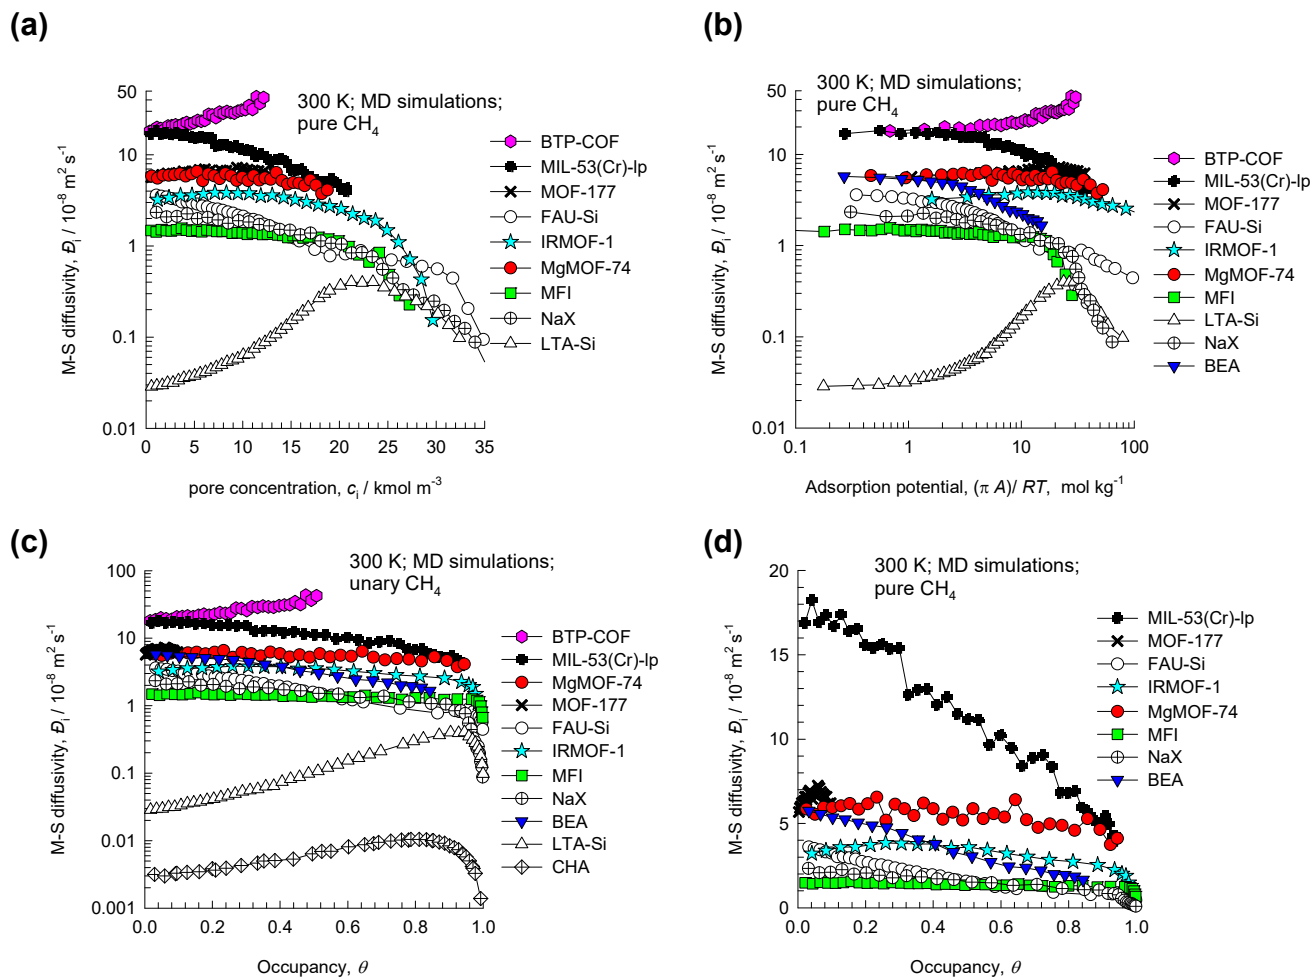 (a)
300 K; MD simulations;
pure CH4
M-S diffusivity, Ði / 10-8 m2 s-1
50
10
1
0.1
0.01
0 5 10 15 20 25 30 35
pore concentration, ci / kmol m-3
BTP-COF
MIL-53(Cr)-lp
MOF-177
FAU-Si
IRMOF-1
MgMOF-74
MFI
NaX
LTA-Si
(b)
300 K; MD simulations;
pure CH4
M-S diffusivity, Ði / 10-8 m2 s-1
50
10
1
0.1
0.01
0.1 1 10 100
Adsorption potential, (π A)/ RT, mol kg-1
BTP-COF
MIL-53(Cr)-lp
MOF-177
FAU-Si
IRMOF-1
MgMOF-74
MFI
LTA-Si
NaX
BEA
(c)
300 K; MD simulations;
unary CH4
M-S diffusivity, Ði / 10-8 m2 s-1
100
10
1
0.1
0.01
0.001
0.0 0.2 0.4 0.6 0.8 1.0
Occupancy, θ
BTP-COF
MIL-53(Cr)-lp
MgMOF-74
MOF-177
FAU-Si
IRMOF-1
MFI
NaX
BEA
LTA-Si
CHA
(d)
300 K; MD simulations;
pure CH4
M-S diffusivity, Ði / 10-8 m2 s-1
20
15
10
5
0
0.0 0.2 0.4 0.6 0.8 1.0
Occupancy, θ
MIL-53(Cr)-lp
MOF-177
FAU-Si
IRMOF-1
MgMOF-74
MFI
NaX
BEA